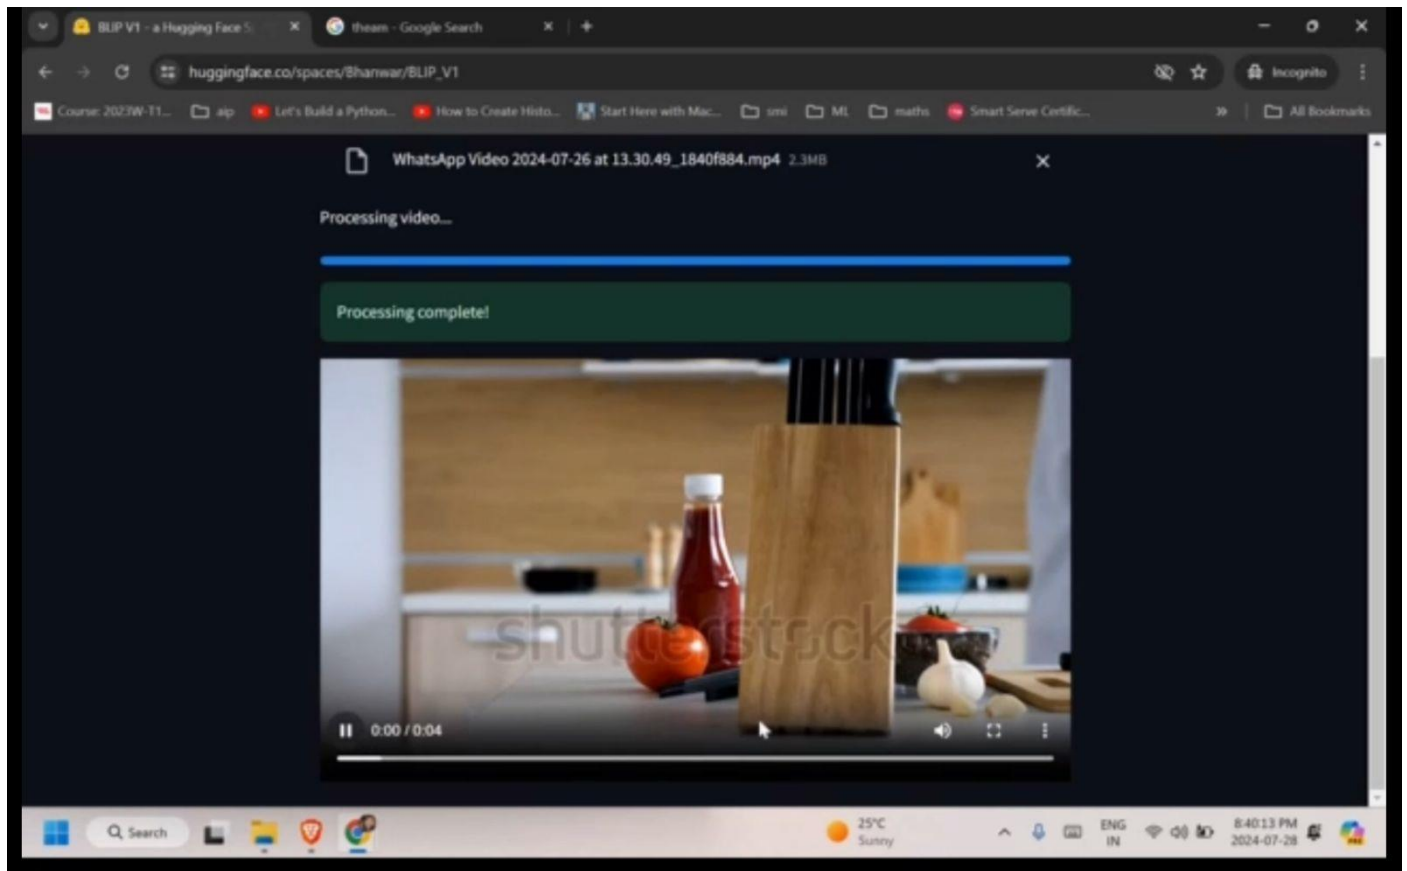 BLIP V1 - a Hugging Face S
theam - Google Search
huggingface.co/spaces/Bhanwar/BLIP_V1
Incognito
Course: 2023W-T1...
aip
Let's Build a Python...
How to Create Histo...
Start Here with Mac...
smi
ML
maths
Smart Serve Certific...
»
All Bookmarks
WhatsApp Video 2024-07-26 at 13.30.49_1840f884.mp4 2.3MB
Processing video...
Processing complete!
shutterstock
0:00 / 0:04
Search
25°C
Sunny
ENG
IN
8:40:13 PM
2024-07-28
PRE